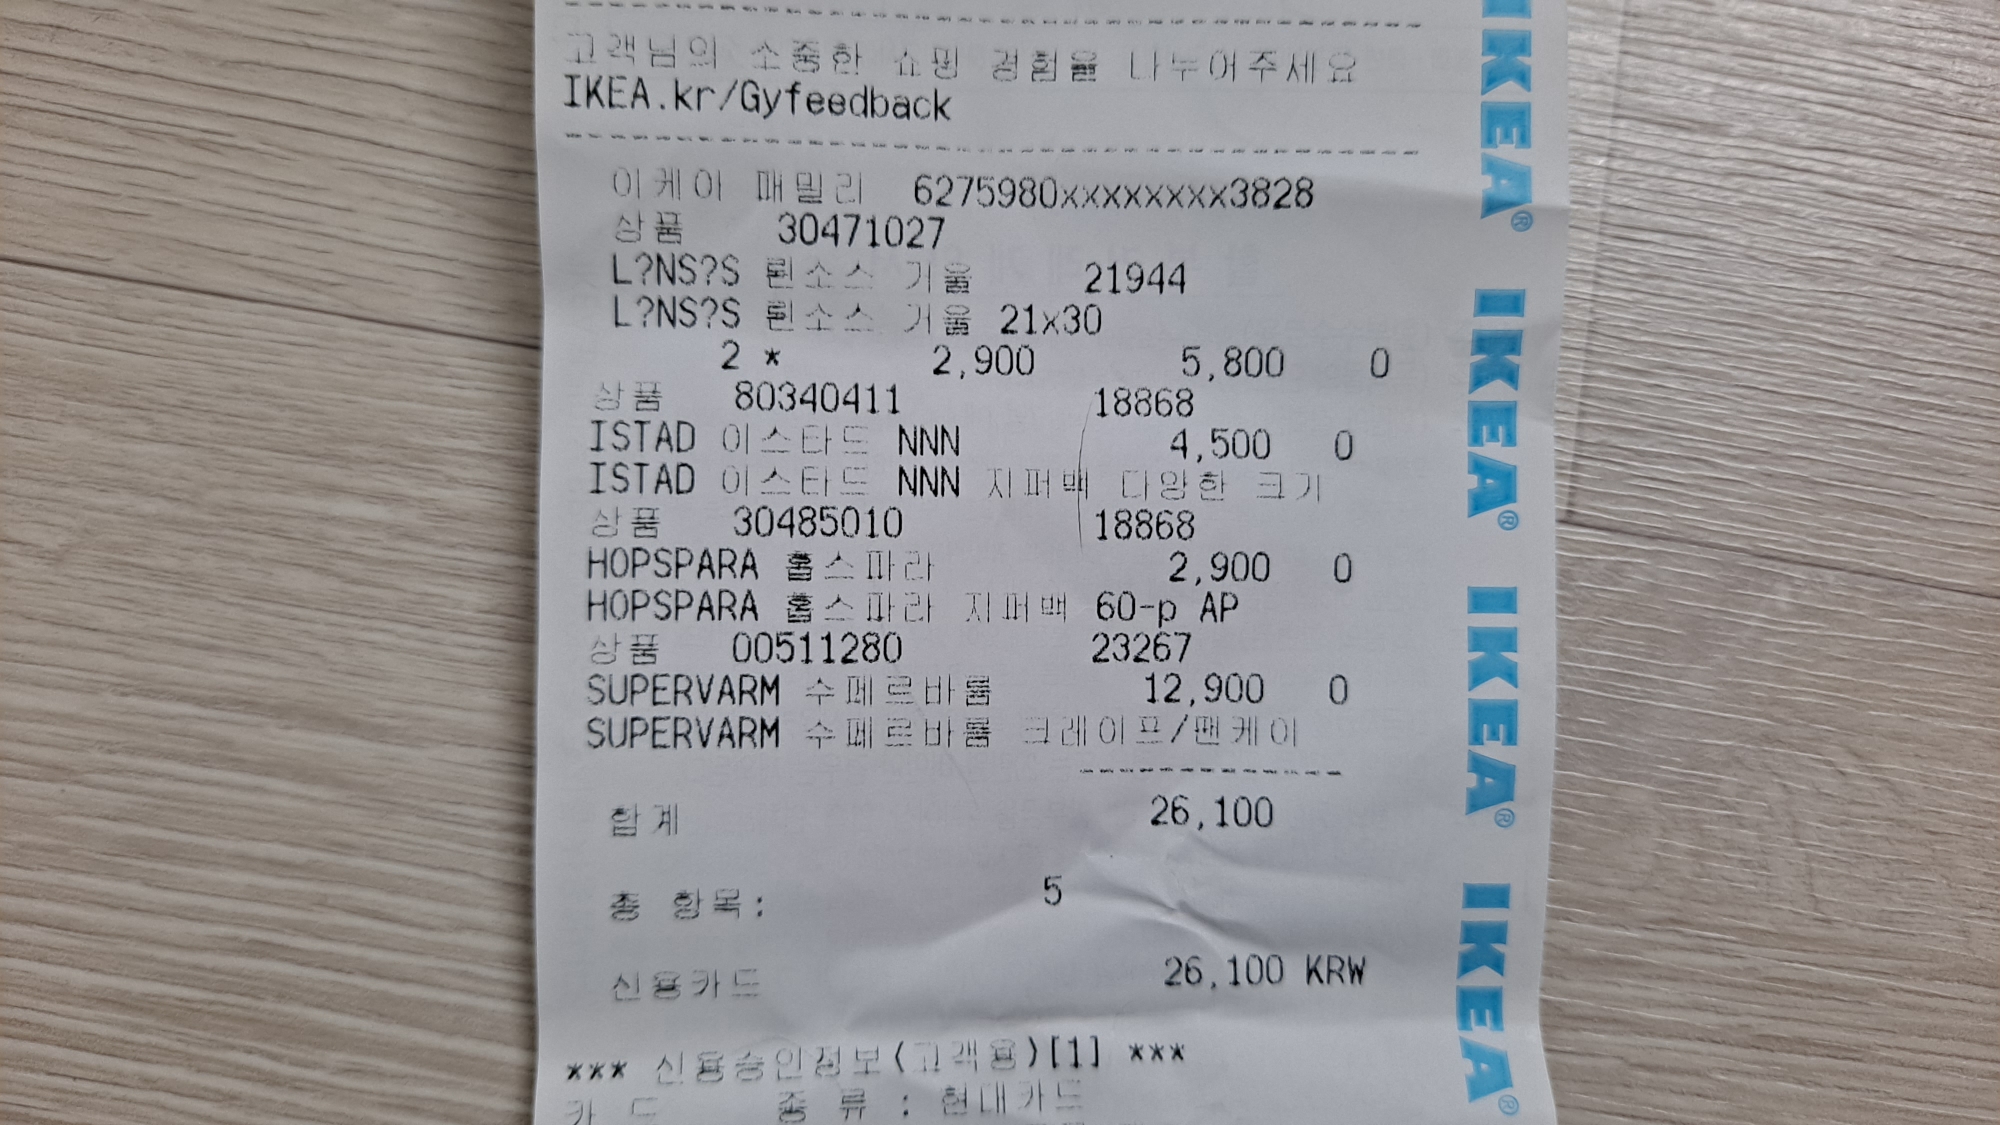 고객님의 소중한 쇼핑 경험을 나누어주세요
IKEA.kr/Gyfeedback
이케아 패밀리 6275980xxxxxxxx3828
상품 30471027
L?NS?S 뢴소스 거울 21944
L?NS?S 뢴소스 거울 21x30
2 * 2,900 5,800 0
상품 80340411 18868
ISTAD 이스타드 NNN 4,500 0
ISTAD 이스타드 NNN 지퍼백 다양한 크기
상품 30485010 18868
HOPSPARA 홉스파라 2,900 0
HOPSPARA 홉스파라 지퍼백 60-p AP
상품 00511280 23267
SUPERVARM 수페르바름 12,900 0
SUPERVARM 수페르바름 크레이프/팬케이
합계 26,100
총 항목: 5
신용카드 26,100 KRW
*** 신용승인정보(고객용)[1] ***
카 드 종 류 : 현대카드
IKEA®
IKEA®
IKEA®
IKEA®